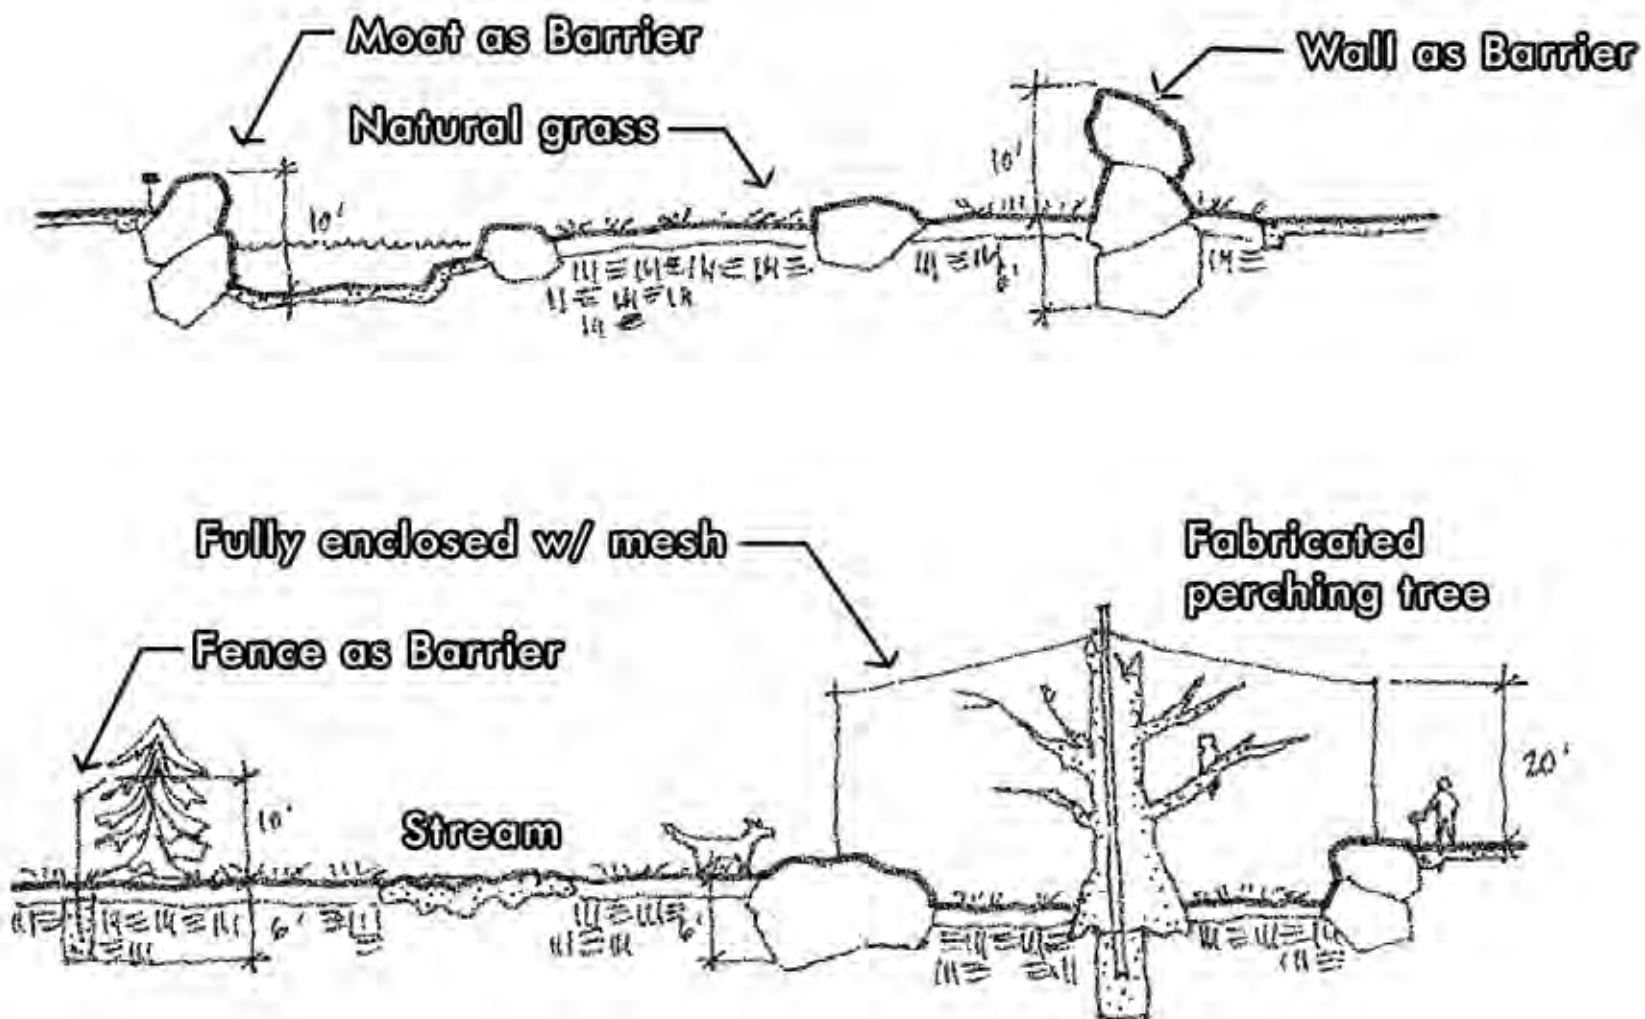 Moat as Barrier
Wall as Barrier
Natural grass
10'
10'
6'
Fully enclosed w/ mesh
Fabricated
perching tree
Fence as Barrier
20'
10'
Stream
6'
6'